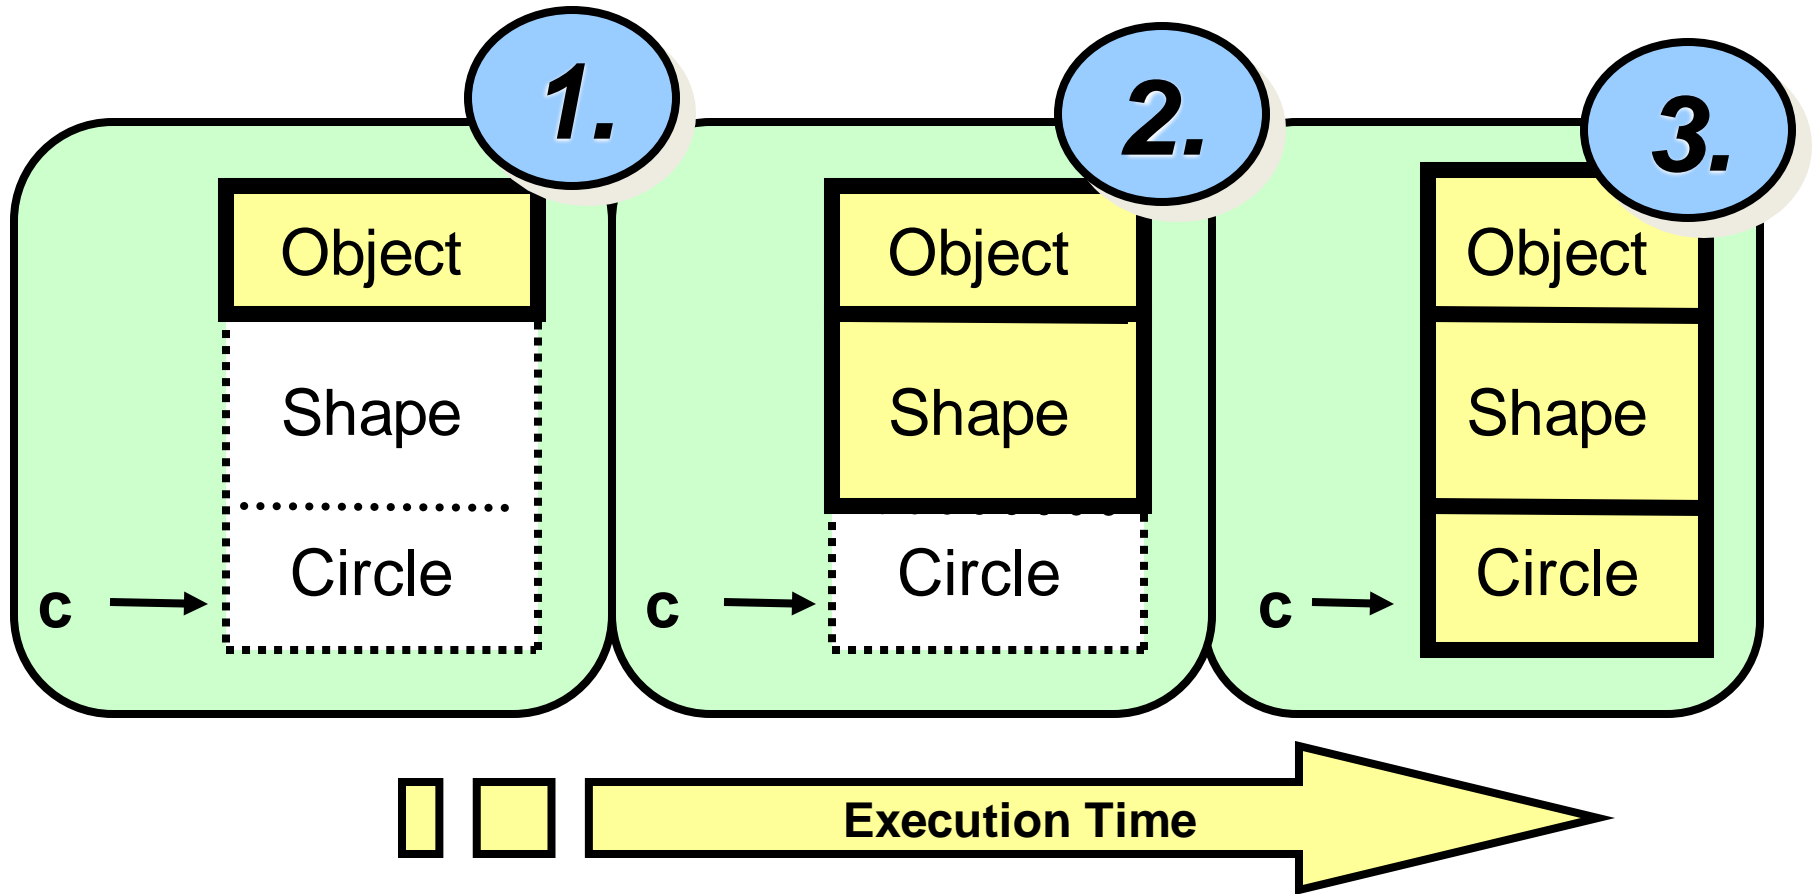 1.
Object
Shape
Circle
c
2.
Object
Shape
Circle
c
3.
Object
Shape
Circle
c
Execution Time